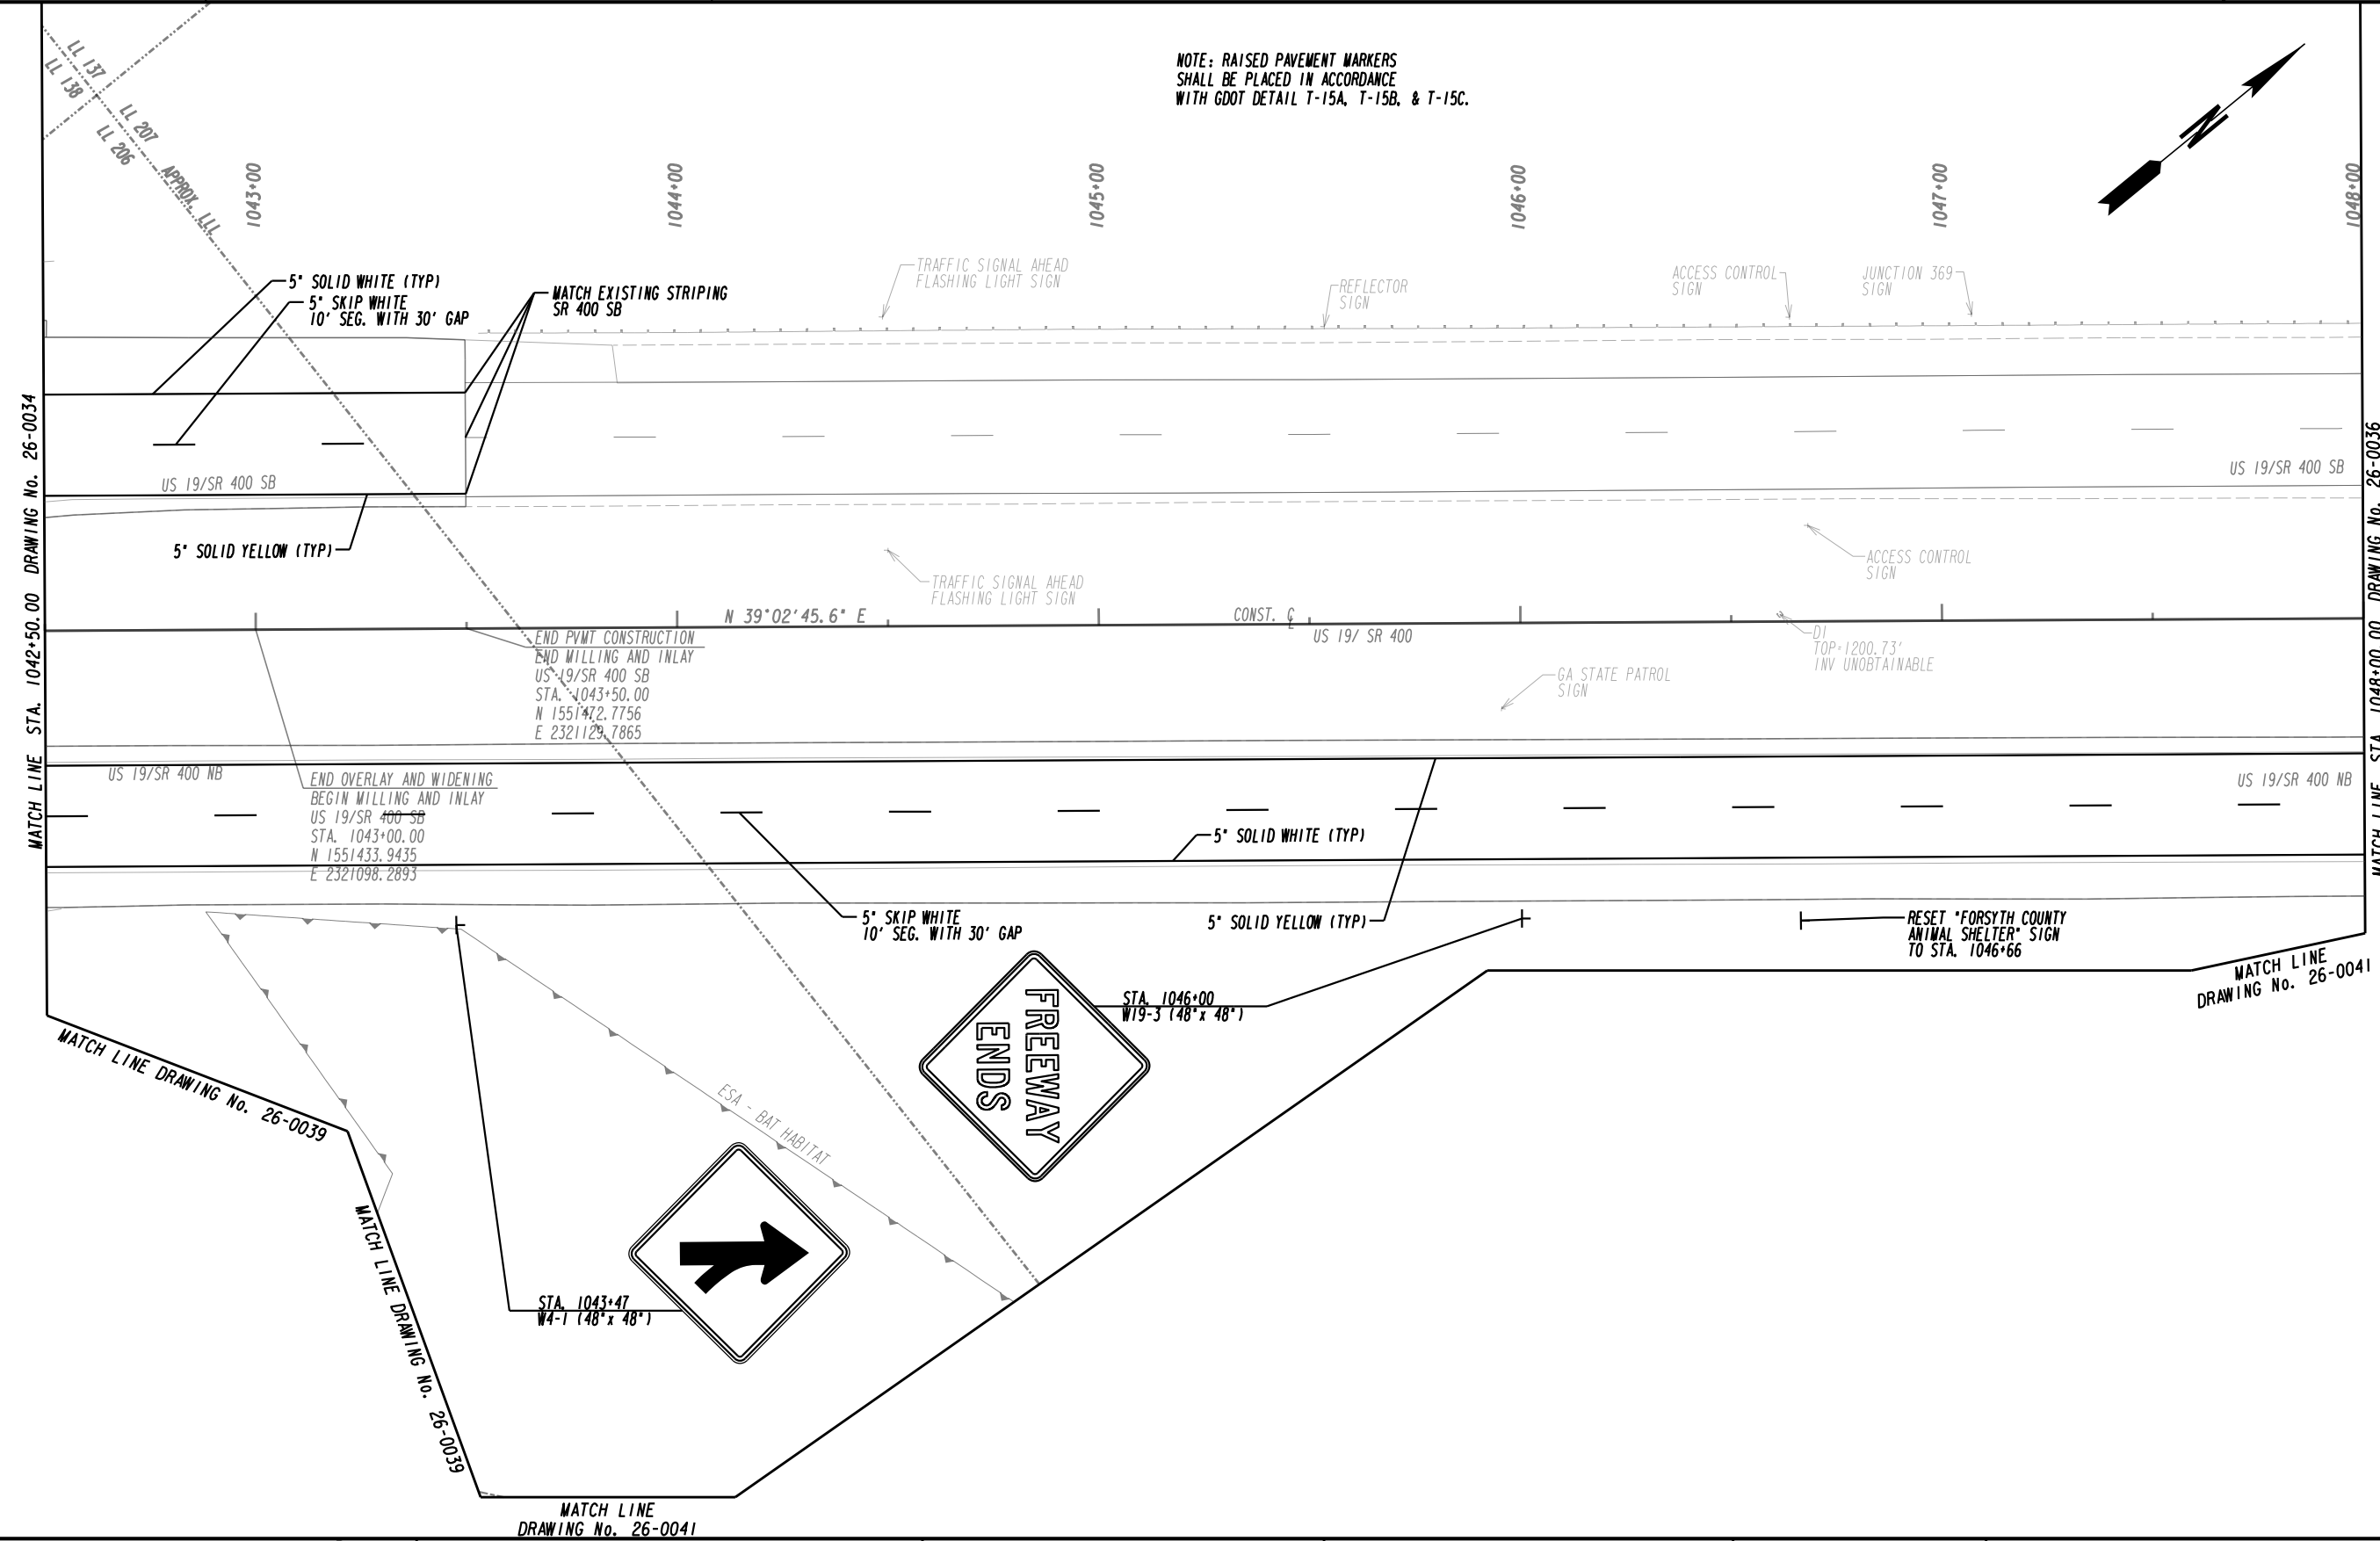 NOTE: RAISED PAVEMENT MARKERS
SHALL BE PLACED IN ACCORDANCE
WITH GDOT DETAIL T-15A, T-15B, & T-15C.
N
LL 137
LL 138
LL 207
LL 206
APPROX. LLL
1043+00
1044+00
1045+00
1046+00
1047+00
1048+00
5" SOLID WHITE (TYP)
5" SKIP WHITE
10' SEG. WITH 30' GAP
MATCH EXISTING STRIPING
SR 400 SB
TRAFFIC SIGNAL AHEAD
FLASHING LIGHT SIGN
REFLECTOR
SIGN
ACCESS CONTROL
SIGN
JUNCTION 369
SIGN
MATCH LINE STA. 1042+50.00 DRAWING No. 26-0034
US 19/SR 400 SB
US 19/SR 400 SB
MATCH LINE STA. 1048+00.00 DRAWING No. 26-0036
5" SOLID YELLOW (TYP)
TRAFFIC SIGNAL AHEAD
FLASHING LIGHT SIGN
ACCESS CONTROL
SIGN
N 39°02'45.6" E
CONST. CL
US 19/ SR 400
END PVMT CONSTRUCTION
END MILLING AND INLAY
US 19/SR 400 SB
STA. 1043+50.00
N 1551472.7756
E 2321129.7865
DI
TOP=1200.73'
INV UNOBTAINABLE
GA STATE PATROL
SIGN
US 19/SR 400 NB
US 19/SR 400 NB
END OVERLAY AND WIDENING
BEGIN MILLING AND INLAY
US 19/SR 400 SB
STA. 1043+00.00
N 1551433.9435
E 2321098.2893
5" SOLID WHITE (TYP)
5" SKIP WHITE
10' SEG. WITH 30' GAP
5" SOLID YELLOW (TYP)
RESET "FORSYTH COUNTY
ANIMAL SHELTER" SIGN
TO STA. 1046+66
MATCH LINE
DRAWING No. 26-0041
STA. 1046+00
W19-3 (48"x 48")
FREEWAY
ENDS
MATCH LINE DRAWING No. 26-0039
ESA - BAT HABITAT
MATCH LINE DRAWING No. 26-0039
STA. 1043+47
W4-1 (48"x 48")
MATCH LINE
DRAWING No. 26-0041